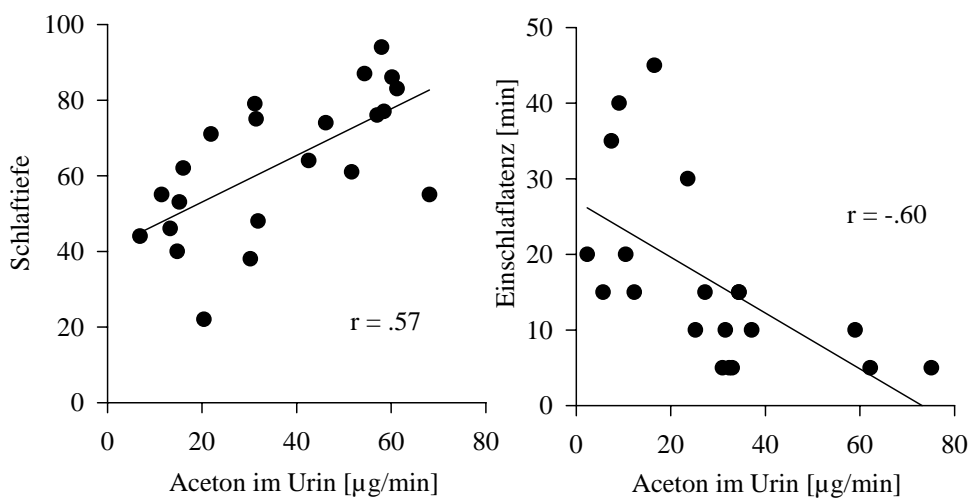 100
80
60
40
20
0
Schlaftiefe
r = .57
0 20 40 60 80
Aceton im Urin [µg/min]
50
40
30
20
10
0
Einschlaflatenz [min]
r = -.60
0 20 40 60 80
Aceton im Urin [µg/min]